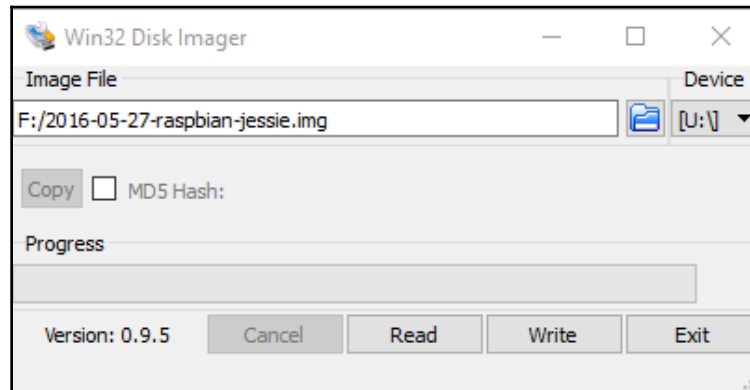 Win32 Disk Imager
Image File Device
F:/2016-05-27-raspbian-jessie.img [U:\]
Copy MD5 Hash:
Progress
Version: 0.9.5 Cancel Read Write Exit